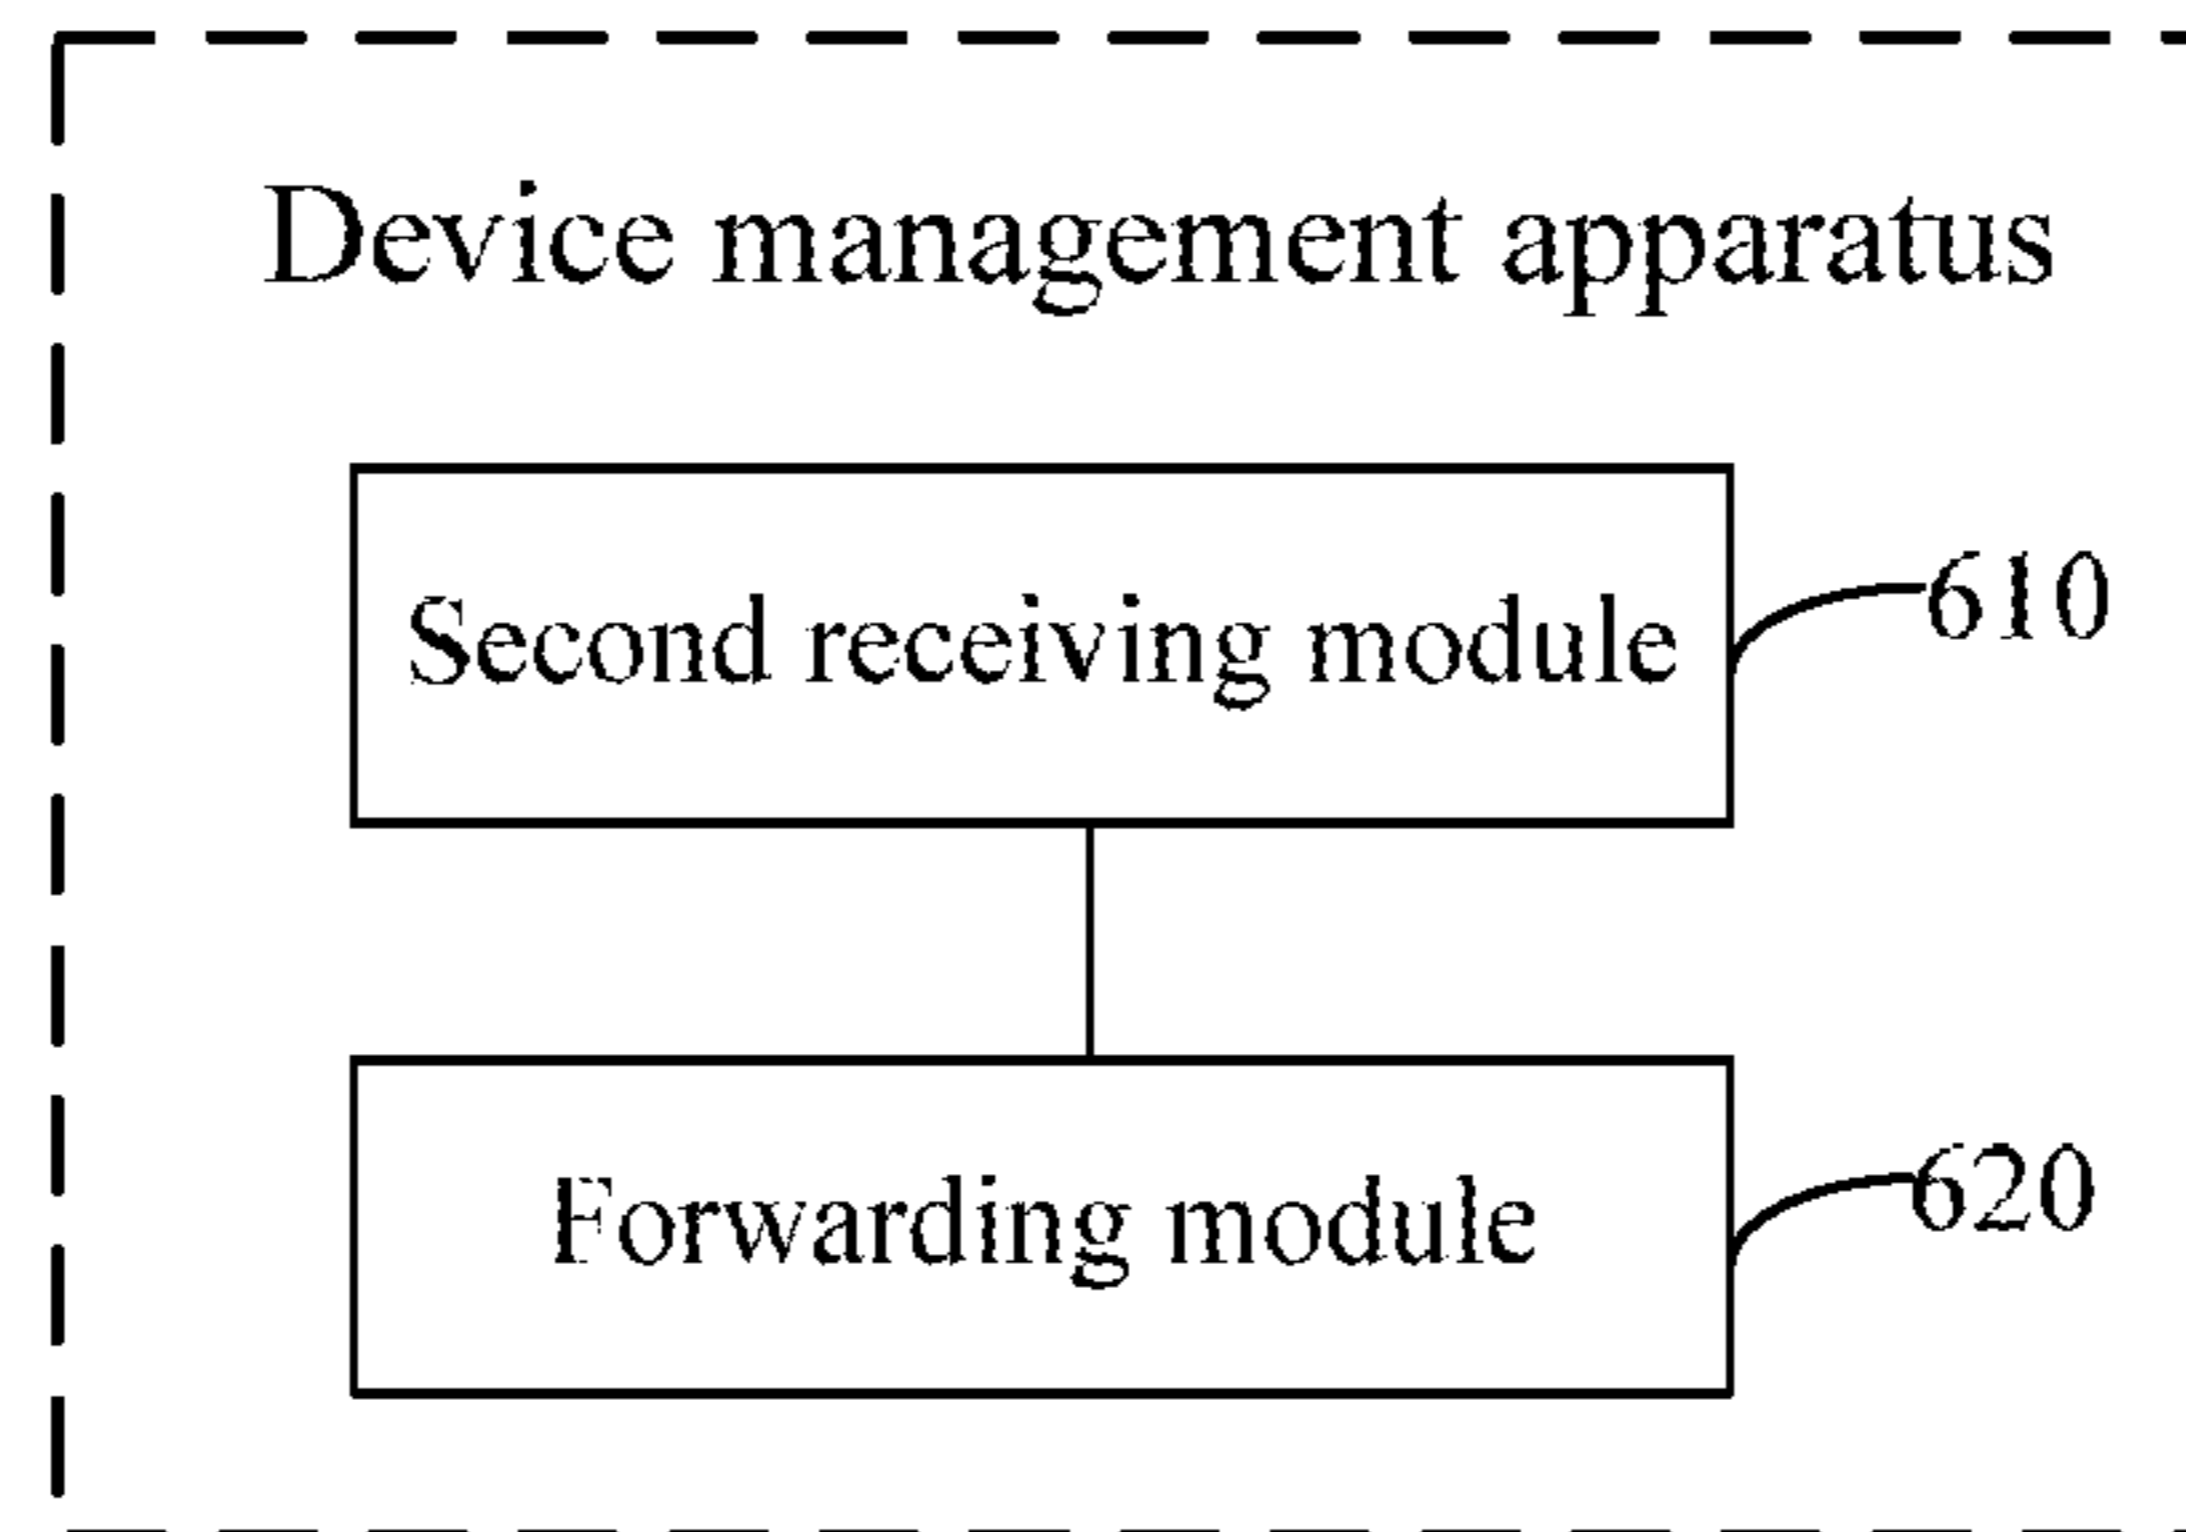 Device management apparatus
Second receiving module
610
Forwarding module
620